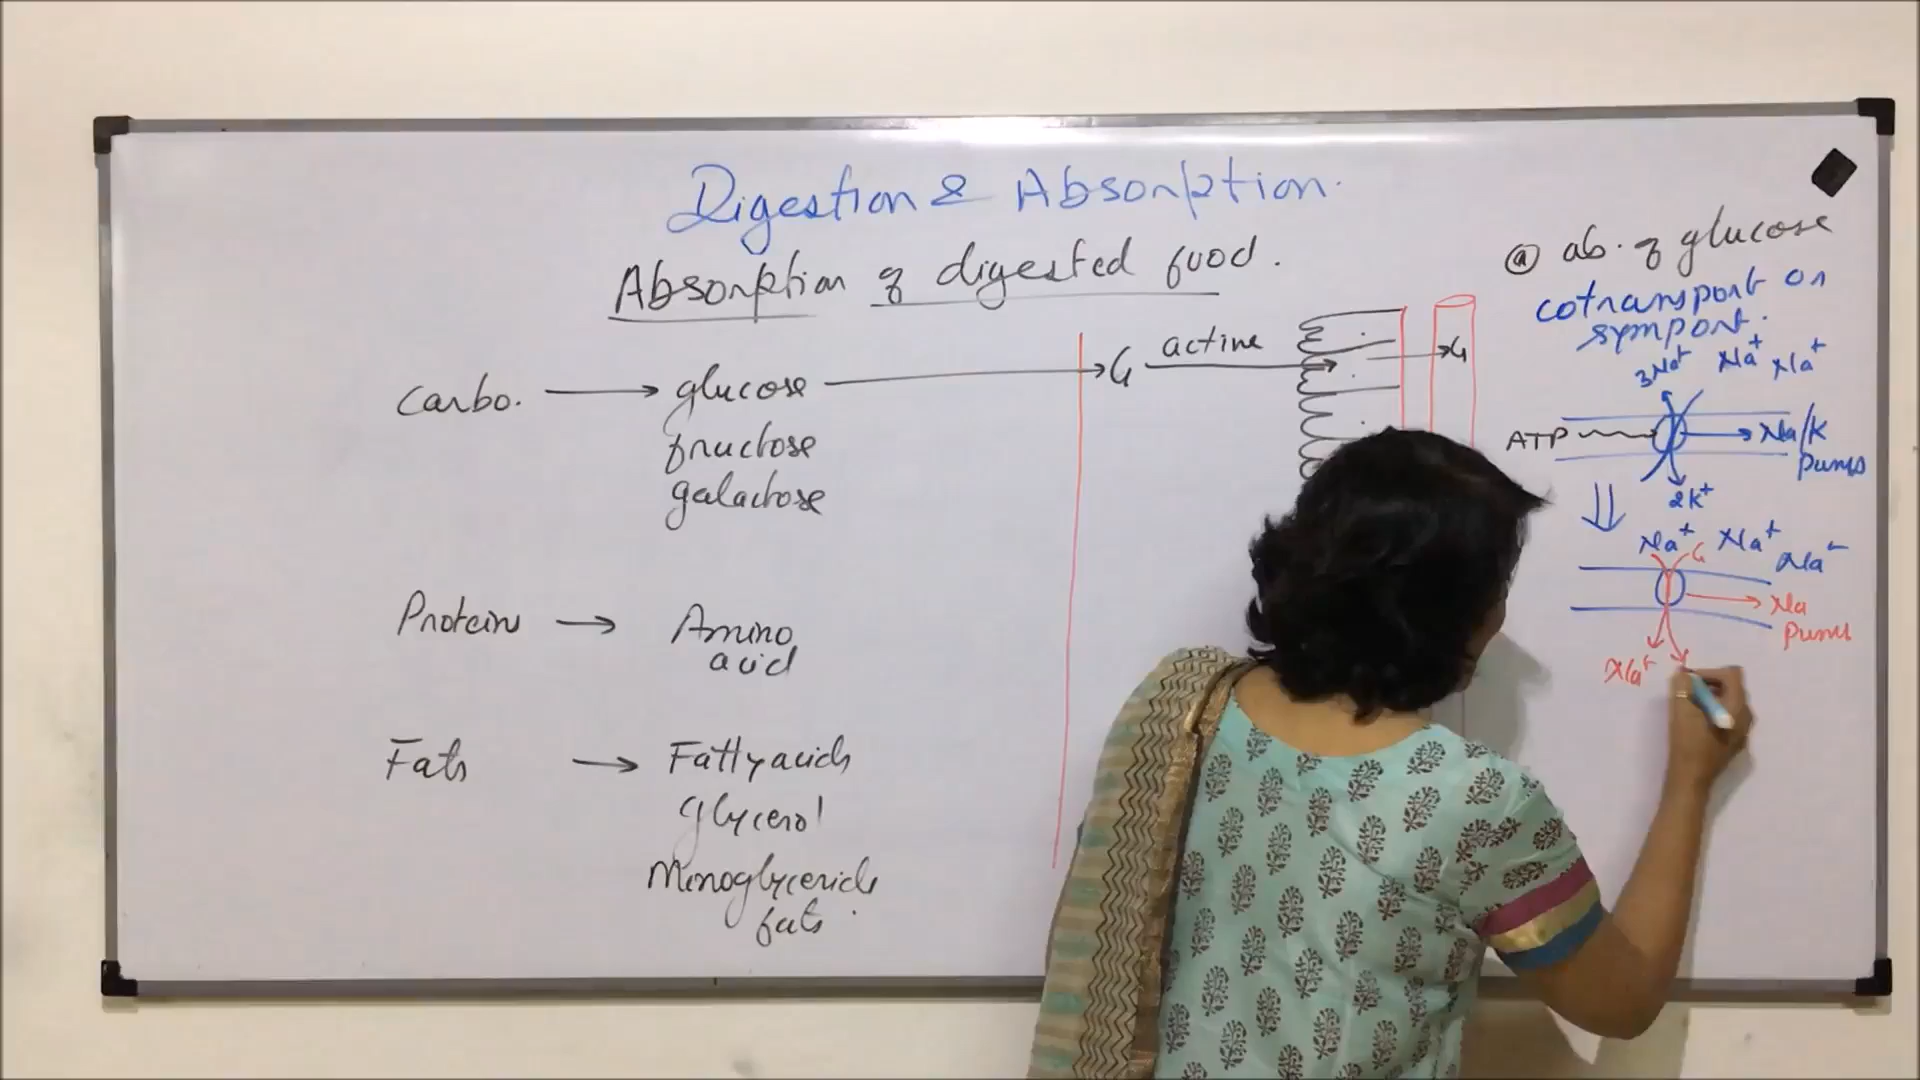 Digestion & Absorption.
Absorption of digested food.
Carbo. → glucose → G active → G
fructose
galactose
Protein → Amino
acid
Fats → Fatty acids
glycerol
Monoglyceride
fats.
ⓐ ab. of glucose
cotransport or
symport.
3Na+ Na+ Na+
ATP → Na/K
Pump
2K+
Na+ G Na+ Na+
Na
Pump
Na+